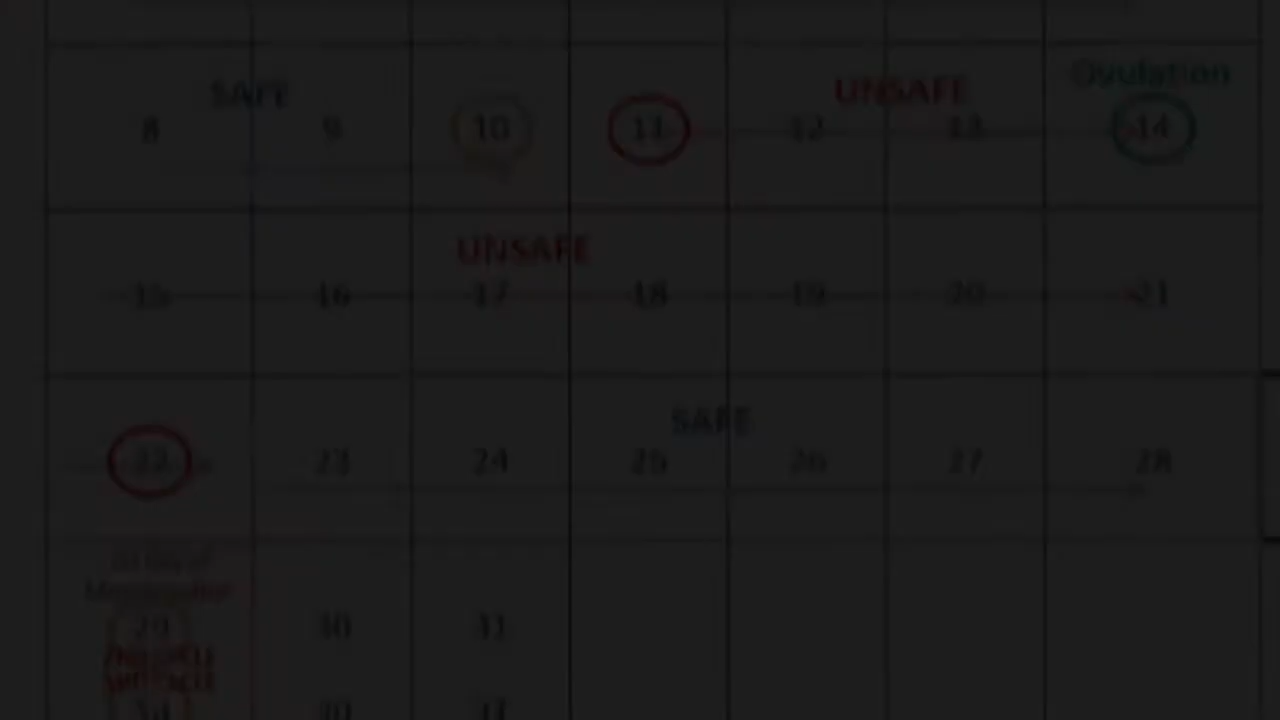 SAFE UNSAFE Ovulation
8 9 10 11 12 13 14
UNSAFE
15 16 17 18 19 20 21
SAFE
22 23 24 25 26 27 28
29 30 31